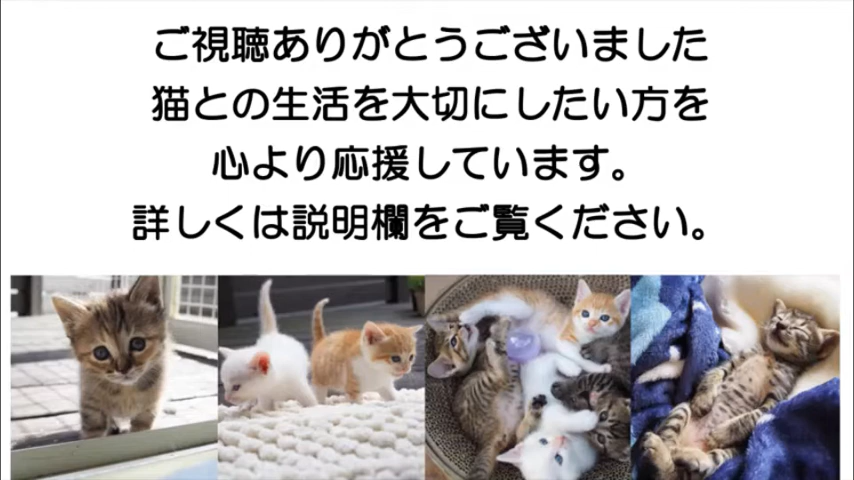 ご視聴ありがとうございました
猫との生活を大切にしたい方を
心より応援しています。
詳しくは説明欄をご覧ください。